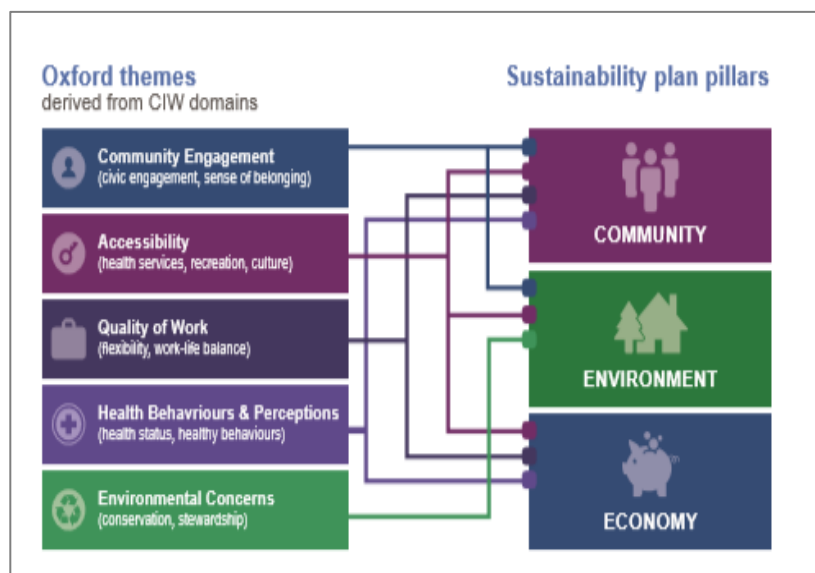 Oxford themes
derived from CIW domains
Sustainability plan pillars
Community Engagement
(civic engagement, sense of belonging)
Accessibility
(health services, recreation, culture)
Quality of Work
(flexibility, work-life balance)
Health Behavriours & Perceptions
(health status, healthy behaviours)
Environmental Concerns
(conservation, stewardship)
COMMUNITY
ENVIRONMENT
ECONOMY